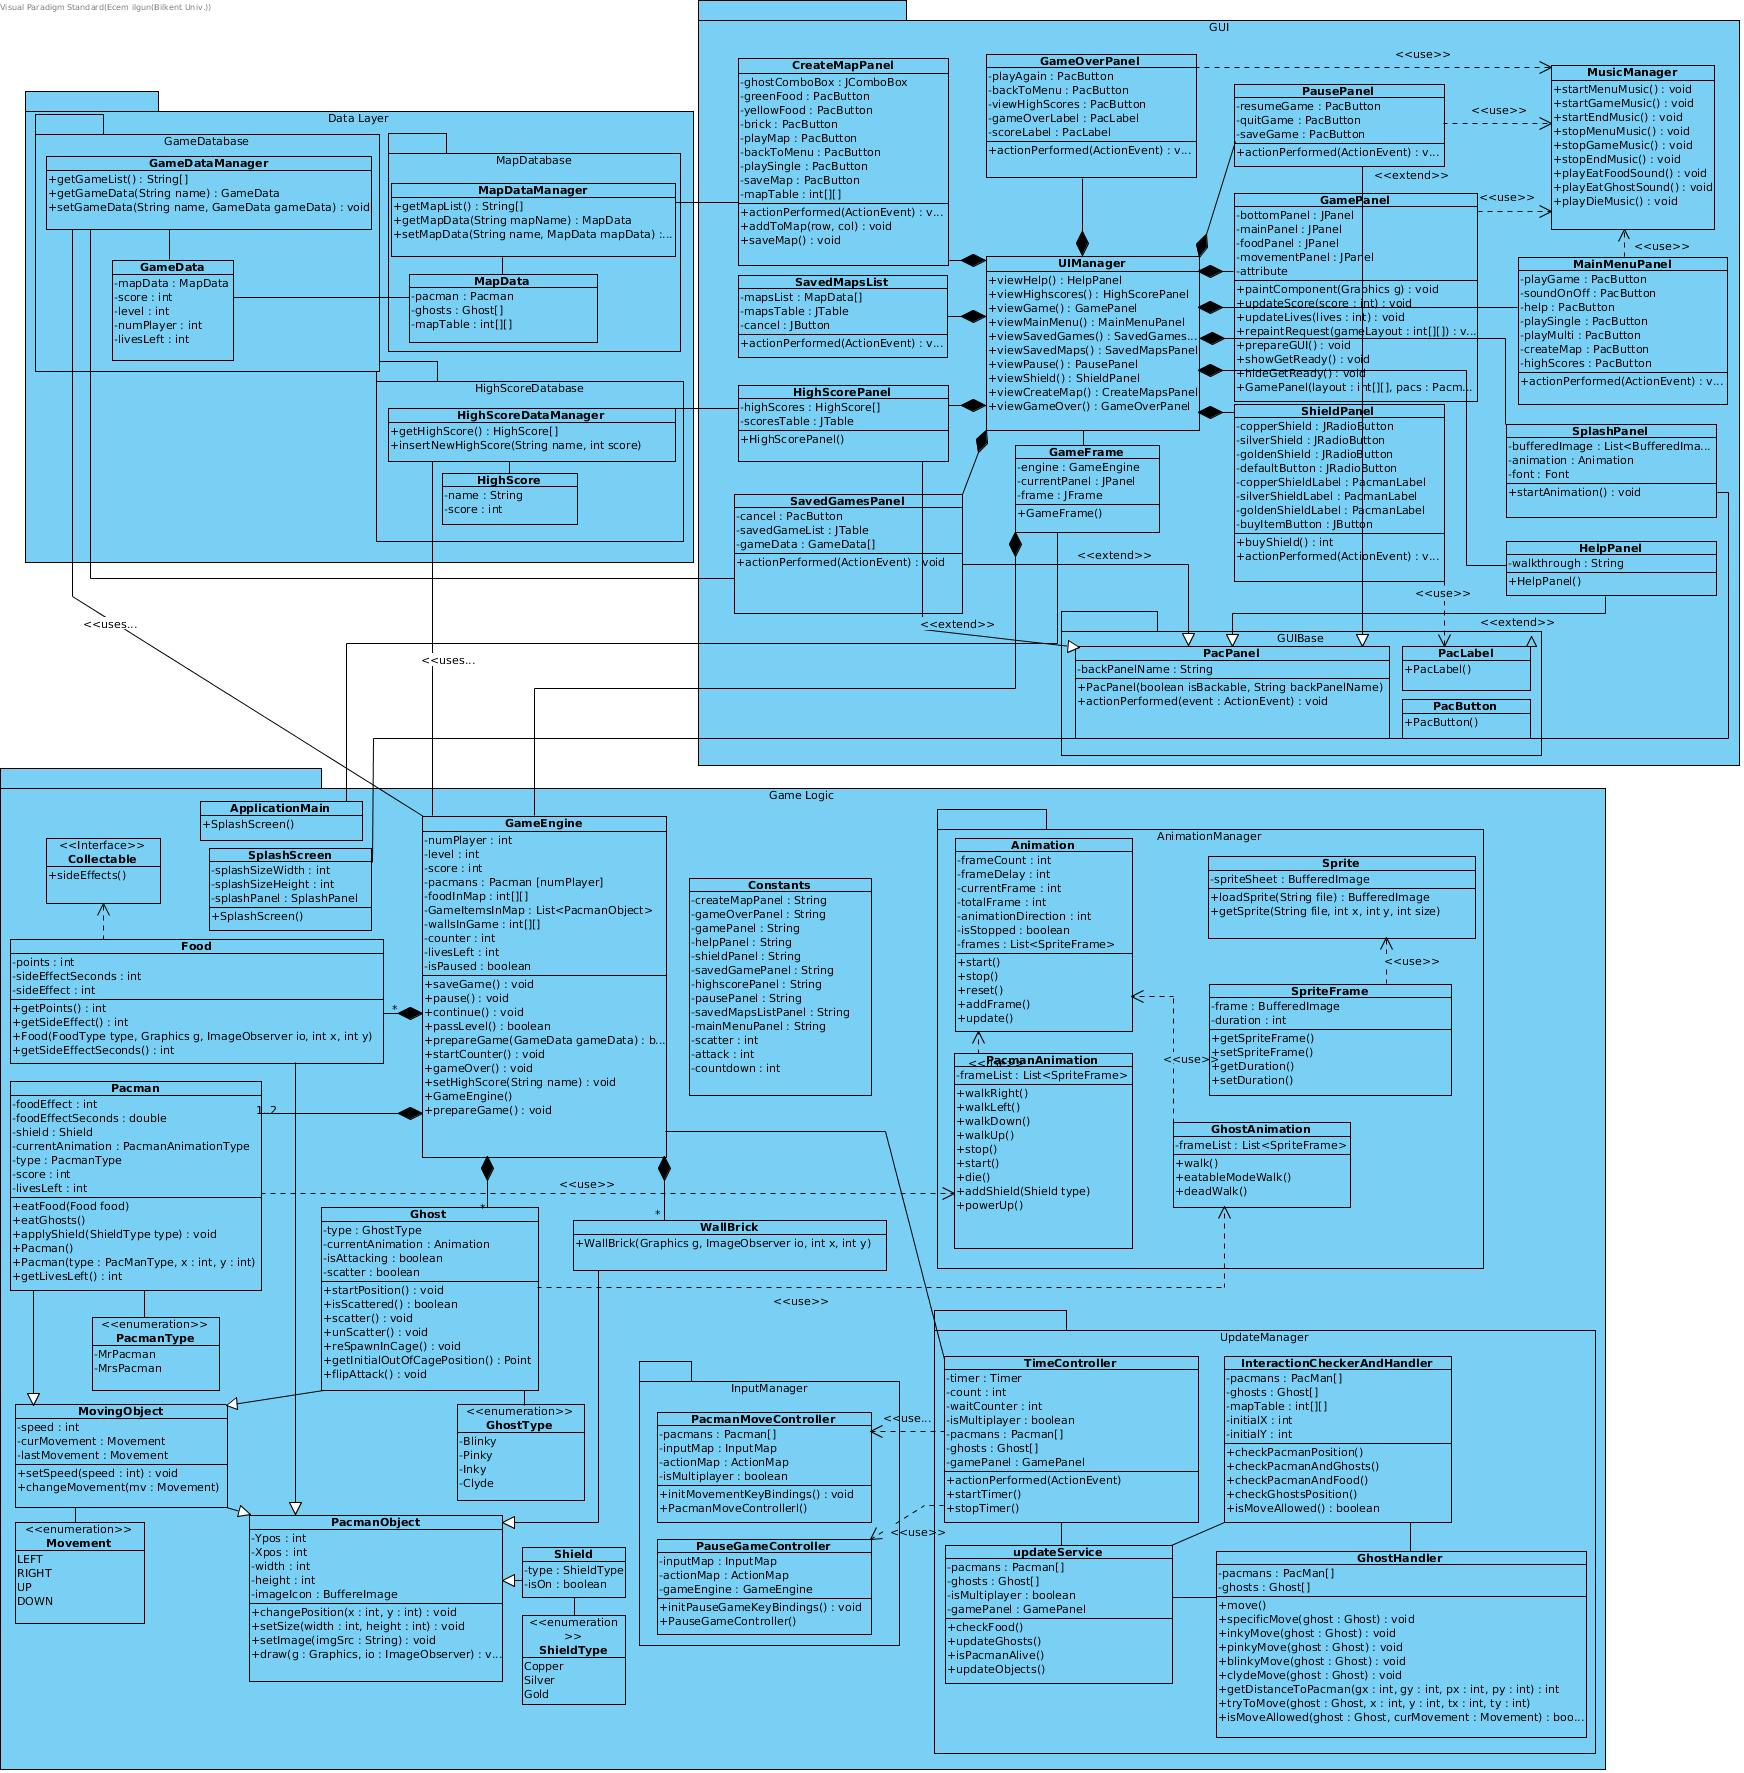 Visual Paradigm Standard(Ecem ilgun(Bilkent Univ.))
GUI
CreateMapPanel
-ghostComboBox : JComboBox
-greenFood : PacButton
-yellowFood : PacButton
-brick : PacButton
-playMap : PacButton
-backToMenu : PacButton
-playSingle : PacButton
-saveMap : PacButton
-mapTable : int[][]
+actionPerformed(ActionEvent) : v...
+addToMap(row, col) : void
+saveMap() : void
GameOverPanel
-playAgain : PacButton
-backToMenu : PacButton
-viewHighScores : PacButton
-gameOverLabel : PacLabel
-scoreLabel : PacLabel
+actionPerformed(ActionEvent) : v...
<<use>>
PausePanel
-resumeGame : PacButton
-quitGame : PacButton
-saveGame : PacButton
+actionPerformed(ActionEvent) : v...
<<use>>
<<extend>>
MusicManager
+startMenuMusic() : void
+startGameMusic() : void
+startEndMusic() : void
+stopMenuMusic() : void
+stopGameMusic() : void
+stopEndMusic() : void
+playEatFoodSound() : void
+playEatGhostSound() : void
+playDieMusic() : void
GamePanel
-bottomPanel : JPanel
-mainPanel : JPanel
-foodPanel : JPanel
-movementPanel : JPanel
-attribute
+paintComponent(Graphics g) : void
+updateScore(score : int) : void
+updateLives(lives : int) : void
+repaintRequest(gameLayout : int[][]) : v...
+prepareGUI() : void
+showGetReady() : void
+hideGetReady() : void
+GamePanel(layout : int[][], pacs : Pacm...
<<use>>
<<use>>
MainMenuPanel
-playGame : PacButton
-soundOnOff : PacButton
-help : PacButton
-playSingle : PacButton
-playMulti : PacButton
-createMap : PacButton
-highScores : PacButton
+actionPerformed(ActionEvent) : v...
UIManager
+viewHelp() : HelpPanel
+viewHighscores() : HighScorePanel
+viewGame() : GamePanel
+viewMainMenu() : MainMenuPanel
+viewSavedGames() : SavedGames...
+viewSavedMaps() : SavedMapsPanel
+viewPause() : PausePanel
+viewShield() : ShieldPanel
+viewCreateMap() : CreateMapsPanel
+viewGameOver() : GameOverPanel
SavedMapsList
-mapsList : MapData[]
-mapsTable : JTable
-cancel : JButton
+actionPerformed(ActionEvent) : v...
HighScorePanel
-highScores : HighScore[]
-scoresTable : JTable
+HighScorePanel()
SavedGamesPanel
-cancel : PacButton
-savedGameList : JTable
-gameData : GameData[]
+actionPerformed(ActionEvent) : void
GameFrame
-engine : GameEngine
-currentPanel : JPanel
-frame : JFrame
+GameFrame()
<<extend>>
ShieldPanel
-copperShield : JRadioButton
-silverShield : JRadioButton
-goldenShield : JRadioButton
-defaultButton : JRadioButton
-copperShieldLabel : PacmanLabel
-silverShieldLabel : PacmanLabel
-goldenShieldLabel : PacmanLabel
-buyItemButton : JButton
+buyShield() : int
+actionPerformed(ActionEvent) : v...
SplashPanel
-bufferedImage : List<BufferedIma...
-animation : Animation
-font : Font
+startAnimation() : void
HelpPanel
-walkthrough : String
+HelpPanel()
<<use>>
<<extend>>
<<extend>>
GUIBase
PacPanel
-backPanelName : String
+PacPanel(boolean isBackable, String backPanelName)
+actionPerformed(event : ActionEvent) : void
PacLabel
+PacLabel()
PacButton
+PacButton()
Data Layer
GameDatabase
GameDataManager
+getGameList() : String[]
+getGameData(String name) : GameData
+setGameData(String name, GameData gameData) : void
GameData
-mapData : MapData
-score : int
-level : int
-numPlayer : int
-livesLeft : int
MapDatabase
MapDataManager
+getMapList() : String[]
+getMapData(String mapName) : MapData
+setMapData(String name, MapData mapData) :...
MapData
-pacman : Pacman
-ghosts : Ghost[]
-mapTable : int[][]
HighScoreDatabase
HighScoreDataManager
+getHighScore() : HighScore[]
+insertNewHighScore(String name, int score)
HighScore
-name : String
-score : int
<<uses...
<<uses...
Game Logic
ApplicationMain
+SplashScreen()
<<Interface>>
Collectable
+sideEffects()
SplashScreen
-splashSizeWidth : int
-splashSizeHeight : int
-splashPanel : SplashPanel
+SplashScreen()
Food
-points : int
-sideEffectSeconds : int
-sideEffect : int
+getPoints() : int
+getSideEffect() : int
+Food(FoodType type, Graphics g, ImageObserver io, int x, int y)
+getSideEffectSeconds() : int
*
GameEngine
-numPlayer : int
-level : int
-score : int
-pacmans : Pacman [numPlayer]
-foodInMap : int[][]
-GameItemsInMap : List<PacmanObject>
-wallsInGame : int[][]
-counter : int
-livesLeft : int
-isPaused : boolean
+saveGame() : void
+pause() : void
+continue() : void
+passLevel() : boolean
+prepareGame(GameData gameData) : b...
+startCounter() : void
+gameOver() : void
+setHighScore(String name) : void
+GameEngine()
+prepareGame() : void
Constants
-createMapPanel : String
-gameOverPanel : String
-gamePanel : String
-helpPanel : String
-shieldPanel : String
-savedGamePanel : String
-highscorePanel : String
-pausePanel : String
-savedMapsListPanel : String
-mainMenuPanel : String
-scatter : int
-attack : int
-countdown : int
Pacman
-foodEffect : int
-foodEffectSeconds : double
-shield : Shield
-currentAnimation : PacmanAnimationType
-type : PacmanType
-score : int
-livesLeft : int
+eatFood(Food food)
+eatGhosts()
+applyShield(ShieldType type) : void
+Pacman()
+Pacman(type : PacManType, x : int, y : int)
+getLivesLeft() : int
1..2
<<use>>
*
*
Ghost
-type : GhostType
-currentAnimation : Animation
-isAttacking : boolean
-scatter : boolean
+startPosition() : void
+isScattered() : boolean
+scatter() : void
+unScatter() : void
+reSpawnInCage() : void
+getInitialOutOfCagePosition() : Point
+flipAttack() : void
WallBrick
+WallBrick(Graphics g, ImageObserver io, int x, int y)
<<use>>
<<enumeration>>
PacmanType
-MrPacman
-MrsPacman
MovingObject
-speed : int
-curMovement : Movement
-lastMovement : Movement
+setSpeed(speed : int) : void
+changeMovement(mv : Movement)
<<enumeration>>
GhostType
-Blinky
-Pinky
-Inky
-Clyde
<<enumeration>>
Movement
LEFT
RIGHT
UP
DOWN
PacmanObject
-Ypos : int
-Xpos : int
-width : int
-height : int
-imageIcon : BuffereImage
+changePosition(x : int, y : int) : void
+setSize(width : int, height : int) : void
+setImage(imgSrc : String) : void
+draw(g : Graphics, io : ImageObserver) : v...
Shield
-type : ShieldType
-isOn : boolean
<<enumeration
>>
ShieldType
Copper
Silver
Gold
AnimationManager
Animation
-frameCount : int
-frameDelay : int
-currentFrame : int
-totalFrame : int
-animationDirection : int
-isStopped : boolean
-frames : List<SpriteFrame>
+start()
+stop()
+reset()
+addFrame()
+update()
Sprite
-spriteSheet : BufferedImage
+loadSprite(String file) : BufferedImage
+getSprite(String file, int x, int y, int size)
<<use>>
SpriteFrame
-frame : BufferedImage
-duration : int
+getSpriteFrame()
+setSpriteFrame()
+getDuration()
+setDuration()
<<use>>
<<use>>
PacmanAnimation
-frameList : List<SpriteFrame>
+walkRight()
+walkLeft()
+walkDown()
+walkUp()
+stop()
+start()
+die()
+addShield(Shield type)
+powerUp()
GhostAnimation
-frameList : List<SpriteFrame>
+walk()
+eatableModeWalk()
+deadWalk()
InputManager
PacmanMoveController
-pacmans : Pacman[]
-inputMap : InputMap
-actionMap : ActionMap
-isMultiplayer : boolean
+initMovementKeyBindings() : void
+PacmanMoveControllerl()
PauseGameController
-inputMap : InputMap
-actionMap : ActionMap
-gameEngine : GameEngine
+initPauseGameKeyBindings() : void
+PauseGameController()
<<use...
<<use>>
UpdateManager
TimeController
-timer : Timer
-count : int
-waitCounter : int
-isMultiplayer : boolean
-pacmans : Pacman[]
-ghosts : Ghost[]
-gamePanel : GamePanel
+actionPerformed(ActionEvent)
+startTimer()
+stopTimer()
InteractionCheckerAndHandler
-pacmans : PacMan[]
-ghosts : Ghost[]
-mapTable : int[][]
-initialX : int
-initialY : int
+checkPacmanPosition()
+checkPacmanAndGhosts()
+checkPacmanAndFood()
+checkGhostsPosition()
+isMoveAllowed() : boolean
updateService
-pacmans : Pacman[]
-ghosts : Ghost[]
-isMultiplayer : boolean
-gamePanel : GamePanel
+checkFood()
+updateGhosts()
+isPacmanAlive()
+updateObjects()
GhostHandler
-pacmans : PacMan[]
-ghosts : Ghost[]
+move()
+specificMove(ghost : Ghost) : void
+inkyMove(ghost : Ghost) : void
+pinkyMove(ghost : Ghost) : void
+blinkyMove(ghost : Ghost) : void
+clydeMove(ghost : Ghost) : void
+getDistanceToPacman(gx : int, gy : int, px : int, py : int) : int
+tryToMove(ghost : Ghost, x : int, y : int, tx : int, ty : int)
+isMoveAllowed(ghost : Ghost, curMovement : Movement) : boo...